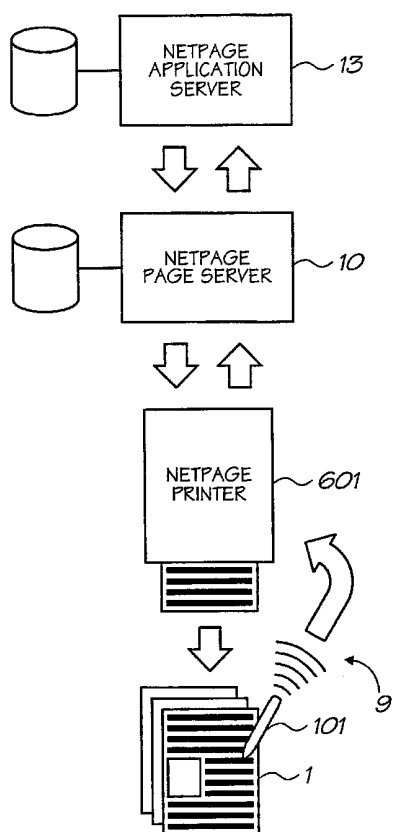 NETPAGE
APPLICATION
SERVER
13
NETPAGE
PAGE SERVER
10
NETPAGE
PRINTER
601
9
101
1